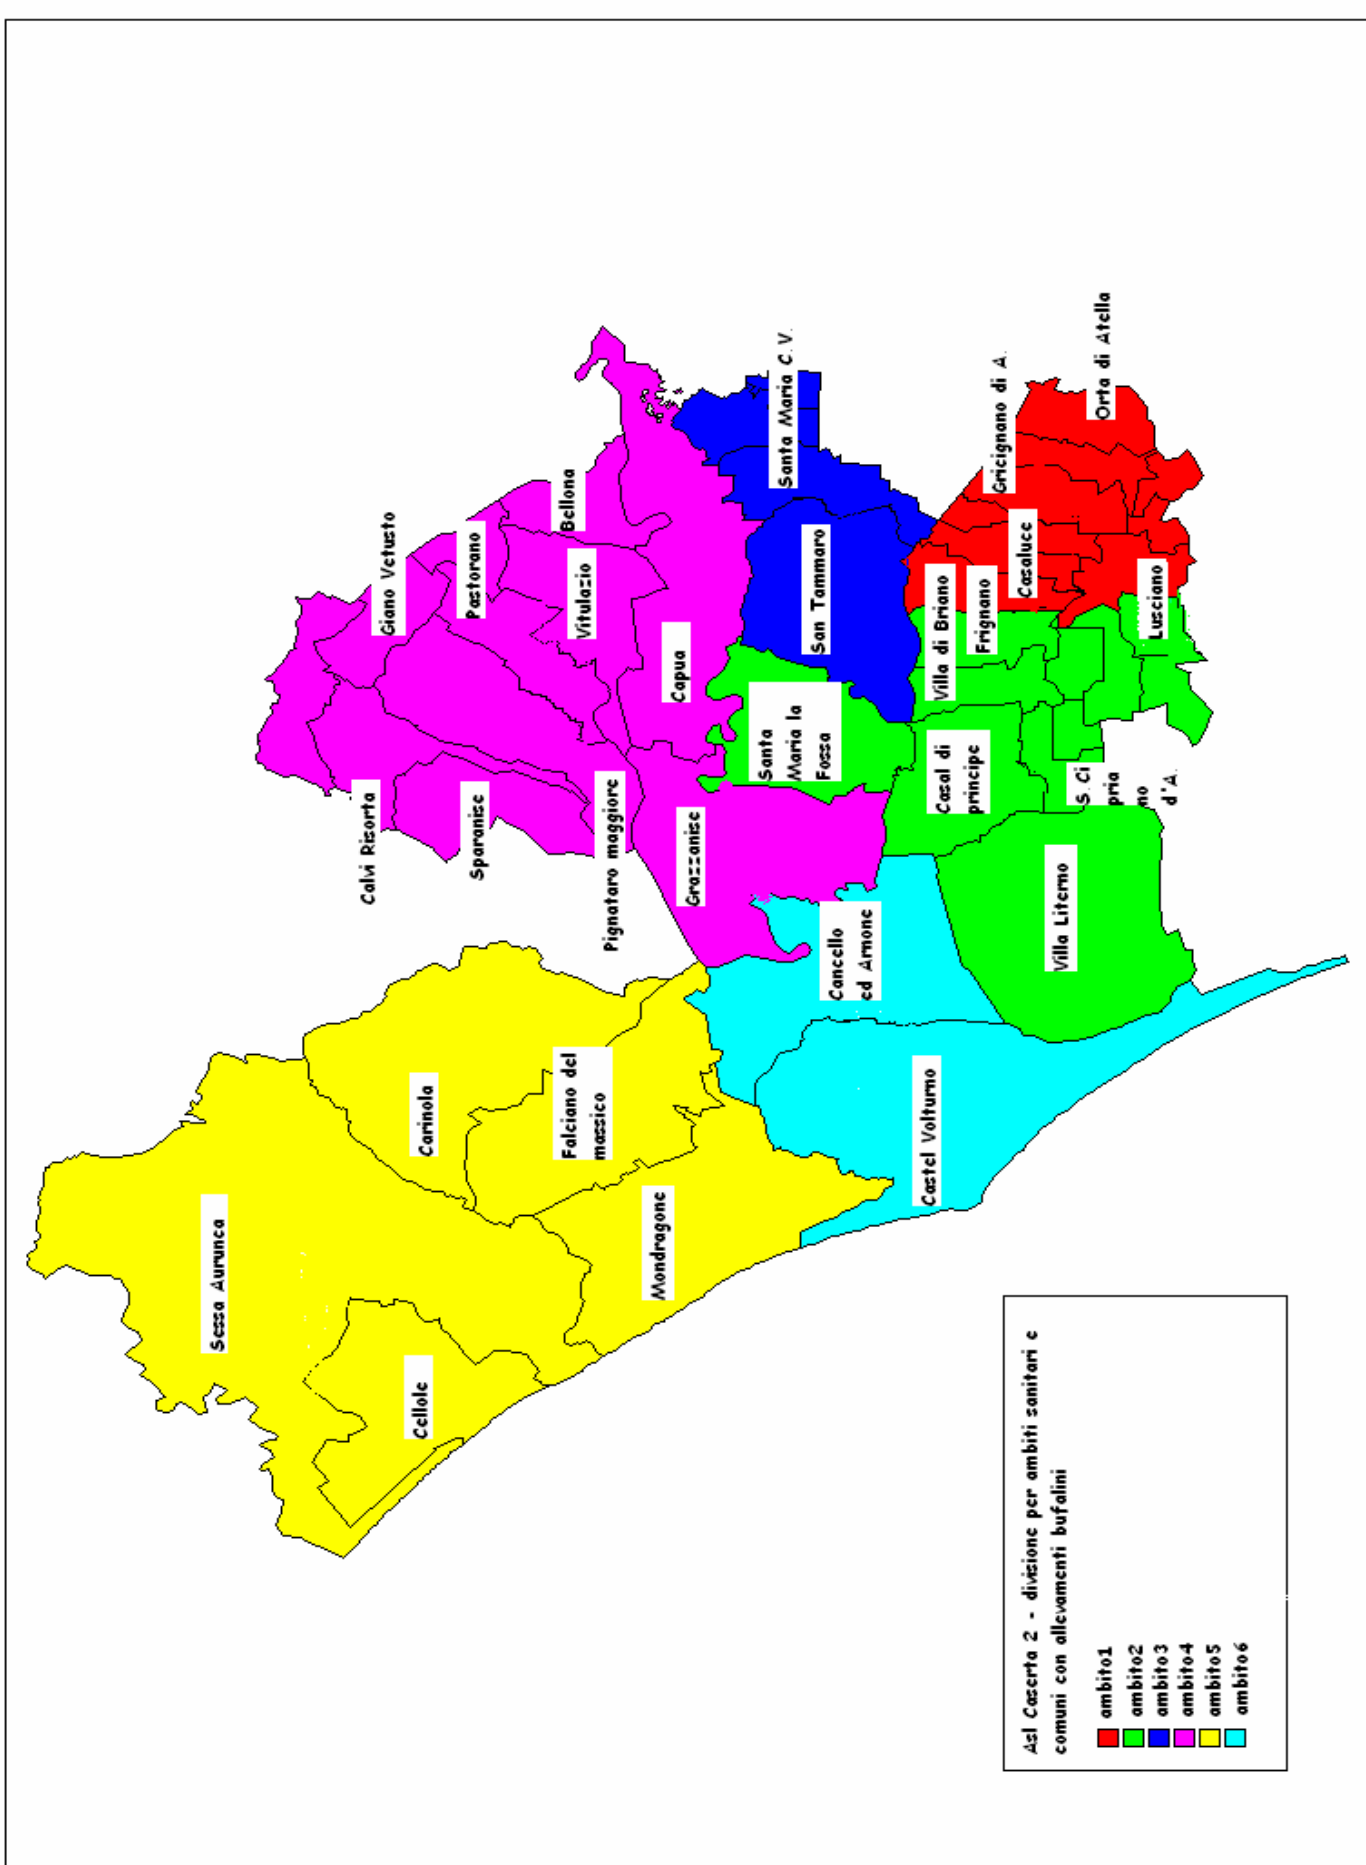 Sessa Aurunca
Cellole
Carinola
Falciano del
massico
Mondragone
Calvi Risorta
Sparanise
Pignataro maggiore
Grazzanise
Giano Vetusto
Pastorano
Bellona
Vitulazio
Capua
Santa Maria C.V.
San Tammaro
Santa
Maria la
Fossa
Cancello
ed Arnone
Castel Volturno
Villa Literno
Casal di
principe
S.Ci
pria
no
d'A.
Villa di Briano
Frignano
Casaluce
Gricignano di A.
Orta di Atella
Lusciano
Asl Caserta 2 - divisione per ambiti sanitari e
comuni con allevamenti bufalini
ambito1
ambito2
ambito3
ambito4
ambito5
ambito6